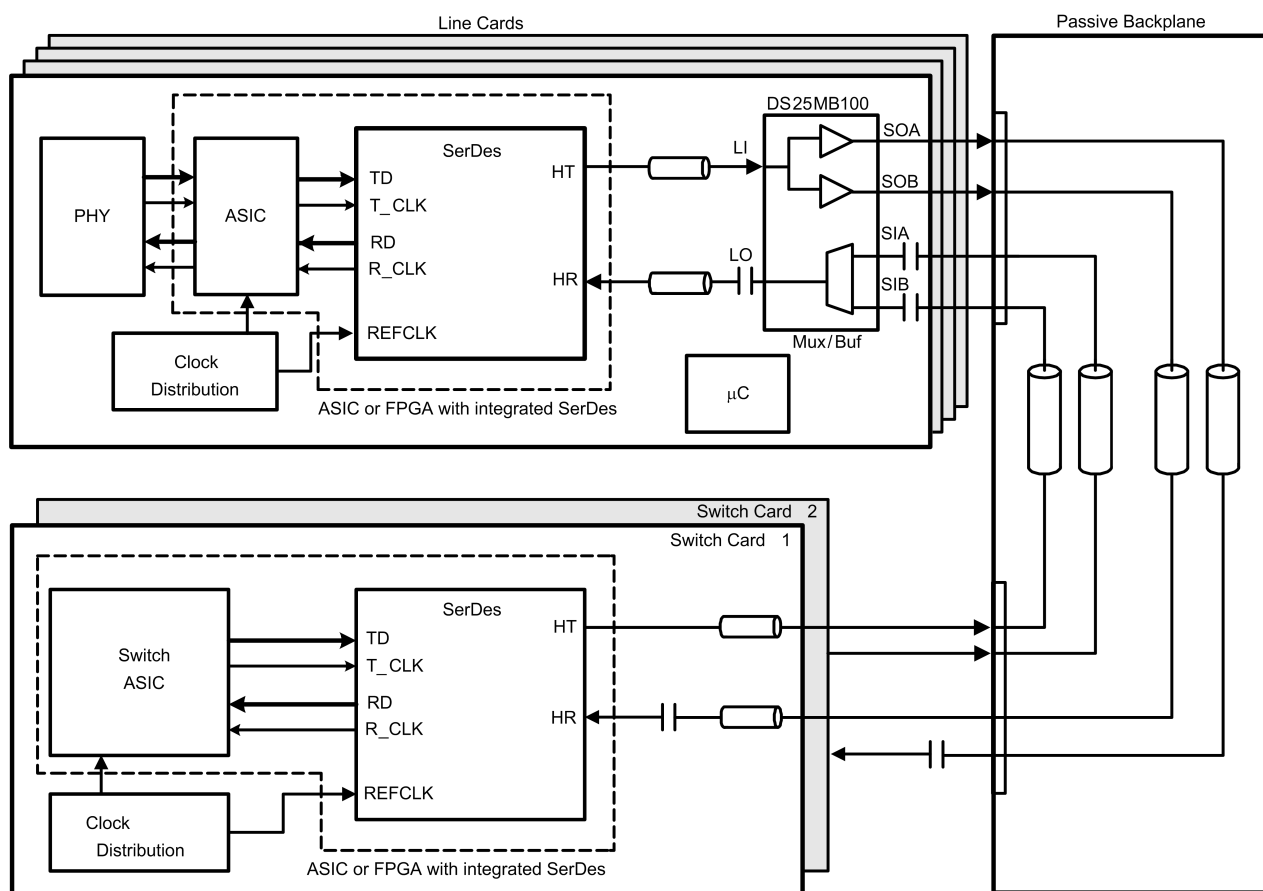 Line Cards
Passive Backplane
DS25MB100
SOA
SerDes
LI
HT
TD
SOB
PHY
ASIC
T_CLK
SIA
RD
LO
R_CLK
HR
SIB
REFCLK
Mux/Buf
Clock
Distribution
μC
ASIC or FPGA with integrated SerDes
Switch Card 2
Switch Card 1
SerDes
HT
TD
Switch
ASIC
T_CLK
RD
HR
R_CLK
REFCLK
Clock
Distribution
ASIC or FPGA with integrated SerDes